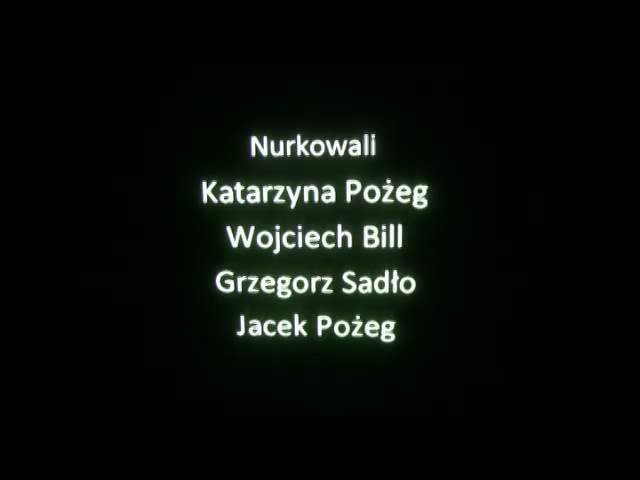 Nurkowali
Katarzyna Pożeg
Wojciech Bill
Grzegorz Sadło
Jacek Pożeg